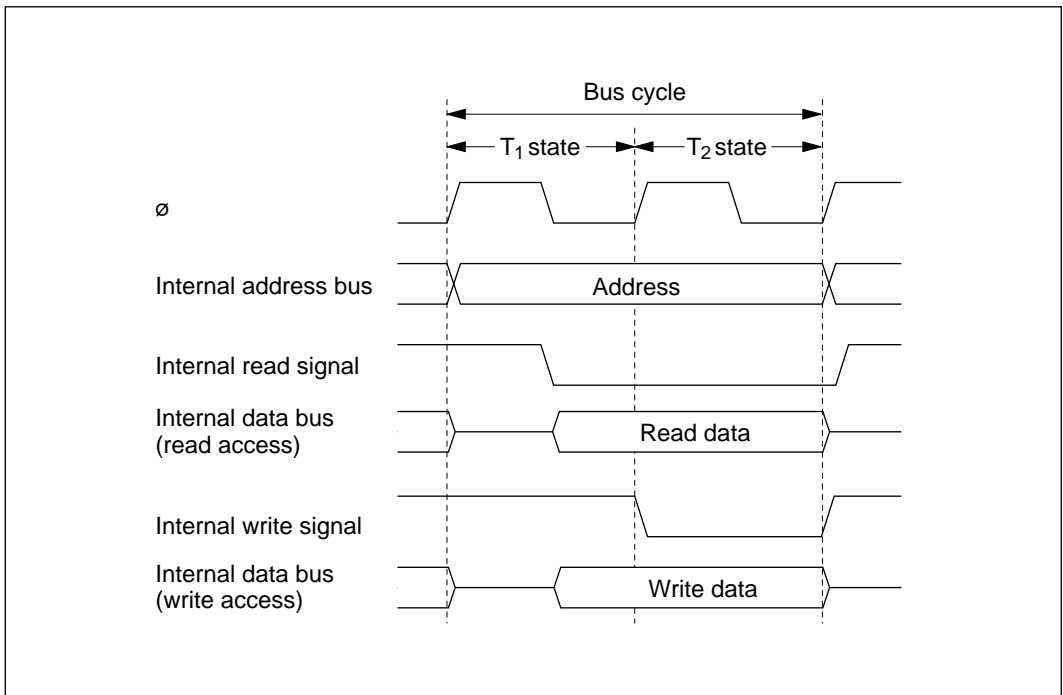 Bus cycle
T1 state T2 state
ø
Internal address bus Address
Internal read signal
Internal data bus
(read access)
Read data
Internal write signal
Internal data bus
(write access)
Write data